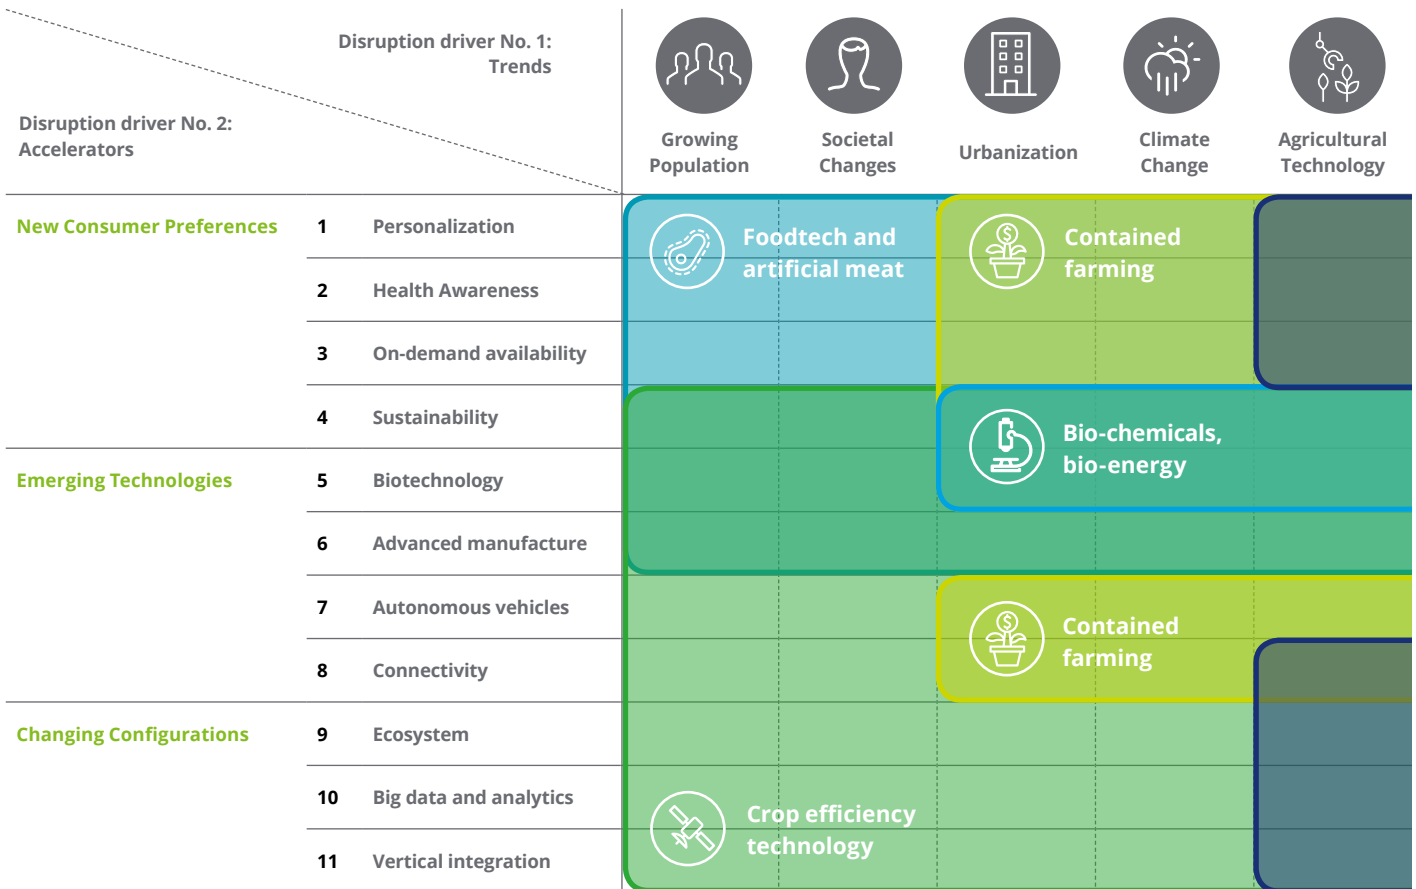 Disruption driver No. 1:
Trends
Disruption driver No. 2:
Accelerators
Growing
Population
Societal
Changes
Urbanization
Climate
Change
Agricultural
Technology
New Consumer Preferences
1 Personalization
2 Health Awareness
3 On-demand availability
4 Sustainability
Emerging Technologies
5 Biotechnology
6 Advanced manufacture
7 Autonomous vehicles
8 Connectivity
Changing Configurations
9 Ecosystem
10 Big data and analytics
11 Vertical integration
Foodtech and
artificial meat
$
Contained
farming
Bio-chemicals,
bio-energy
$
Contained
farming
Crop efficiency
technology